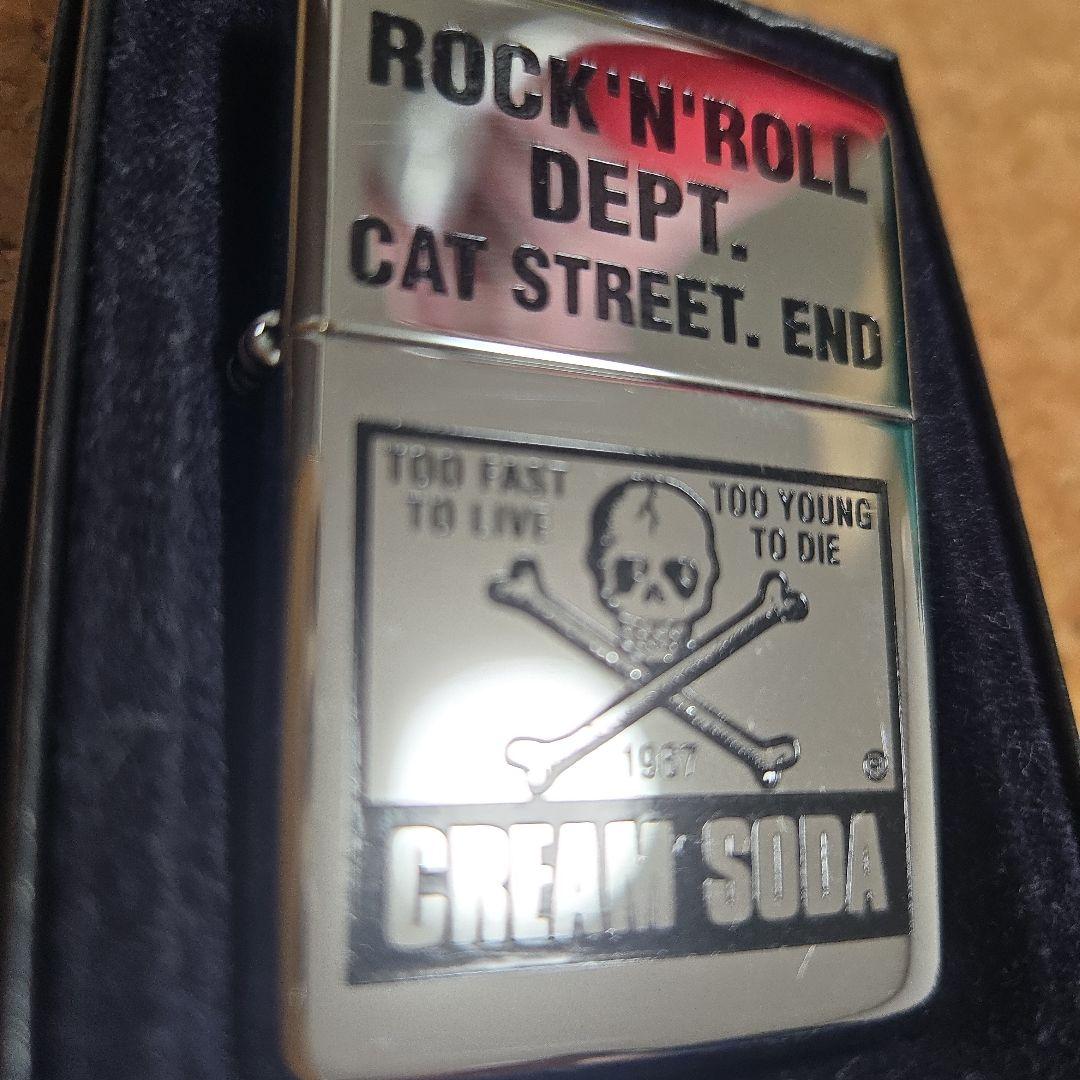 ROCK'N'ROLL
DEPT.
CAT STREET. END
TOO FAST
TO LIVE
TOO YOUNG
TO DIE
1967
®
CREAM SODA